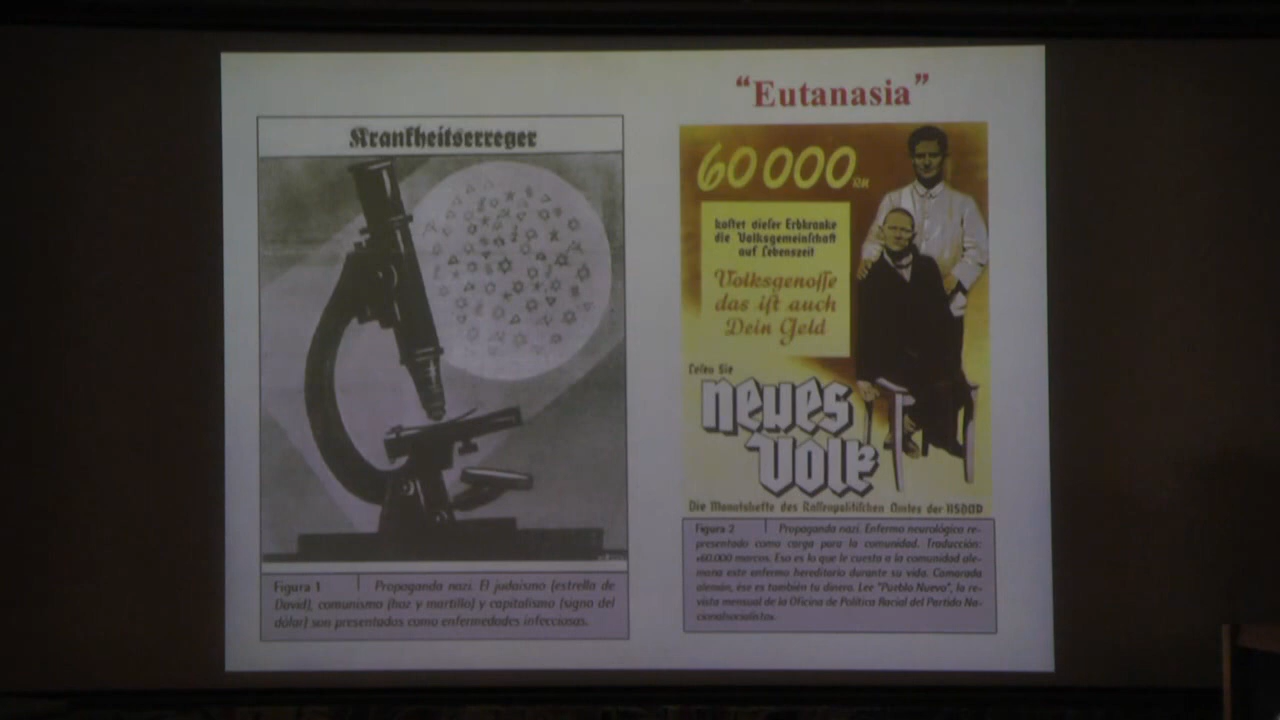 Krankheitserreger
Figura 1 Propaganda nazi. El judaísmo (estrella de
David), comunismo (hoz y martillo) y capitalismo (signo del
dólar) son presentados como enfermedades infecciosas.
“Eutanasia”
60000 RM
kostet dieser Erbkranke
die Volksgemeinschaft
auf Lebenszeit
Volksgenosse
das ist auch
Dein Geld
Lesen Sie
neues
Volk
Die Monatshefte des Rassenpolitischen Amtes der NSDAP
Figura 2 Propaganda nazi. Enfermo neurológico re-
presentado como carga para la comunidad. Traducción:
«60.000 marcos. Eso es lo que le cuesta a la comunidad ale-
mana este enfermo hereditario durante su vida. Camarada
alemán, ése es también tu dinero. Lee "Pueblo Nuevo", la re-
vista mensual de la Oficina de Política Racial del Partido Na-
cionalsocialista».